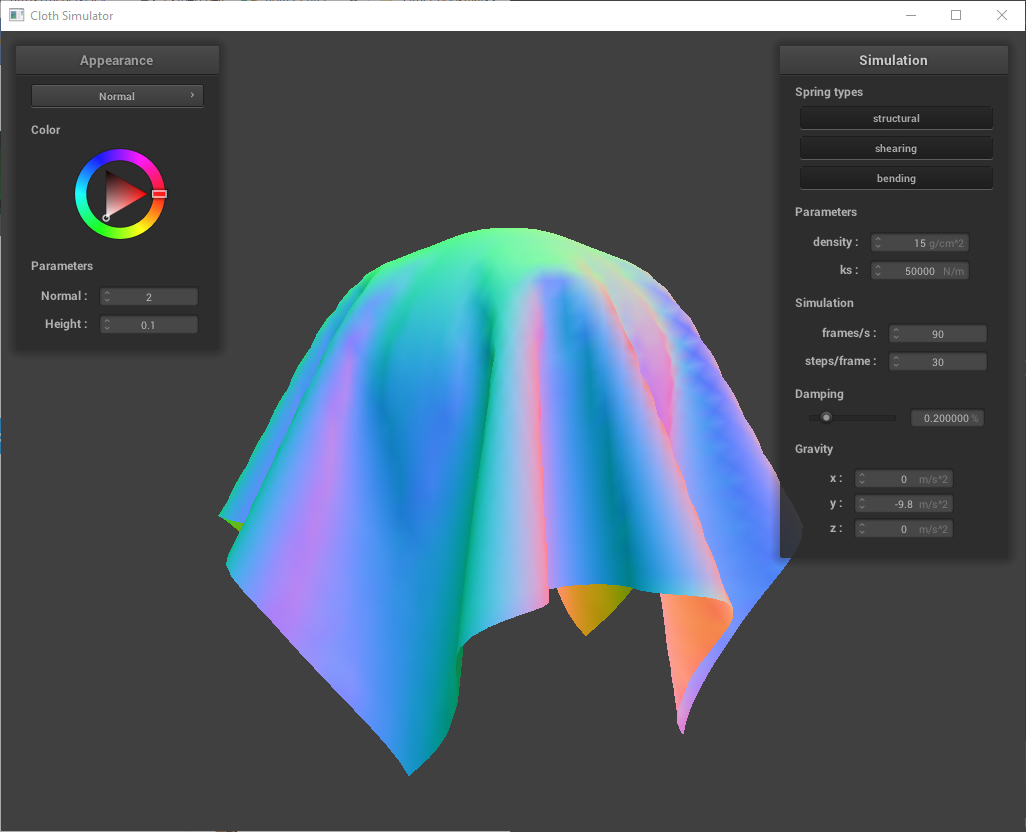 Cloth Simulator
Appearance
Normal
Color
Parameters
Normal : 2
Height : 0.1
Simulation
Spring types
structural
shearing
bending
Parameters
density : 15 g/cm^2
ks : 50000 N/m
Simulation
frames/s : 90
steps/frame : 30
Damping
0.200000 %
Gravity
x : 0 m/s^2
y : -9.8 m/s^2
z : 0 m/s^2